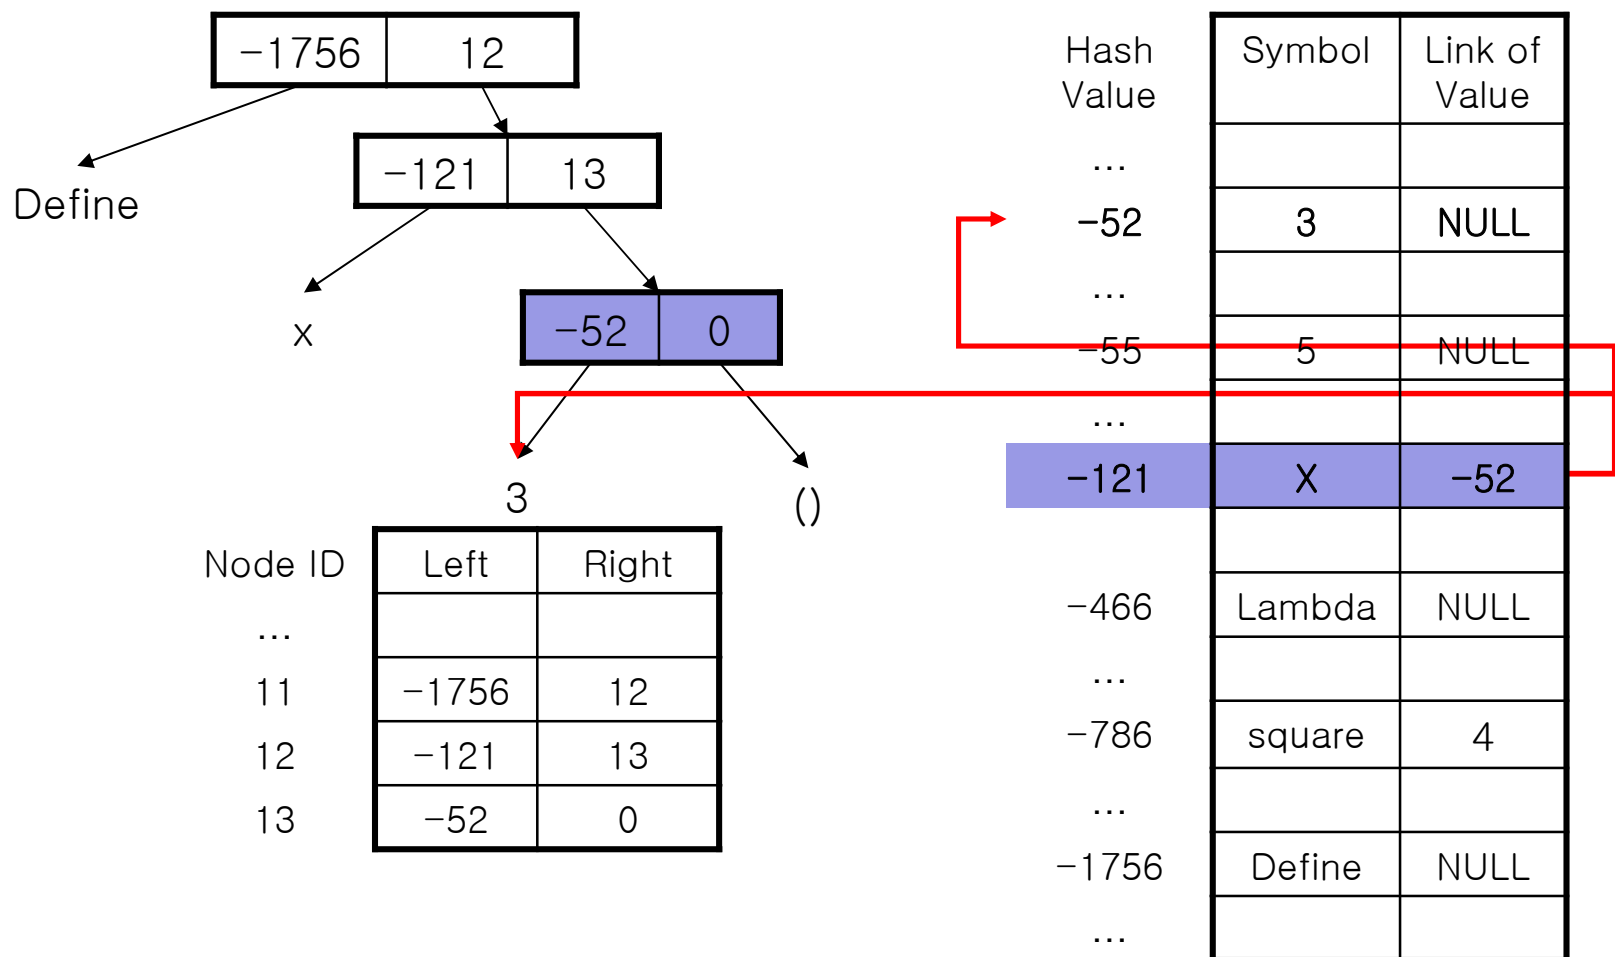 -1756 12
Define
-121 13
x
-52 0
3 ()
Node ID Left Right
...
11 -1756 12
12 -121 13
13 -52 0
Hash Value Symbol Link of Value
...
-52 3 NULL
...
-55 5 NULL
...
-121 X -52
-466 Lambda NULL
...
-786 square 4
...
-1756 Define NULL
...